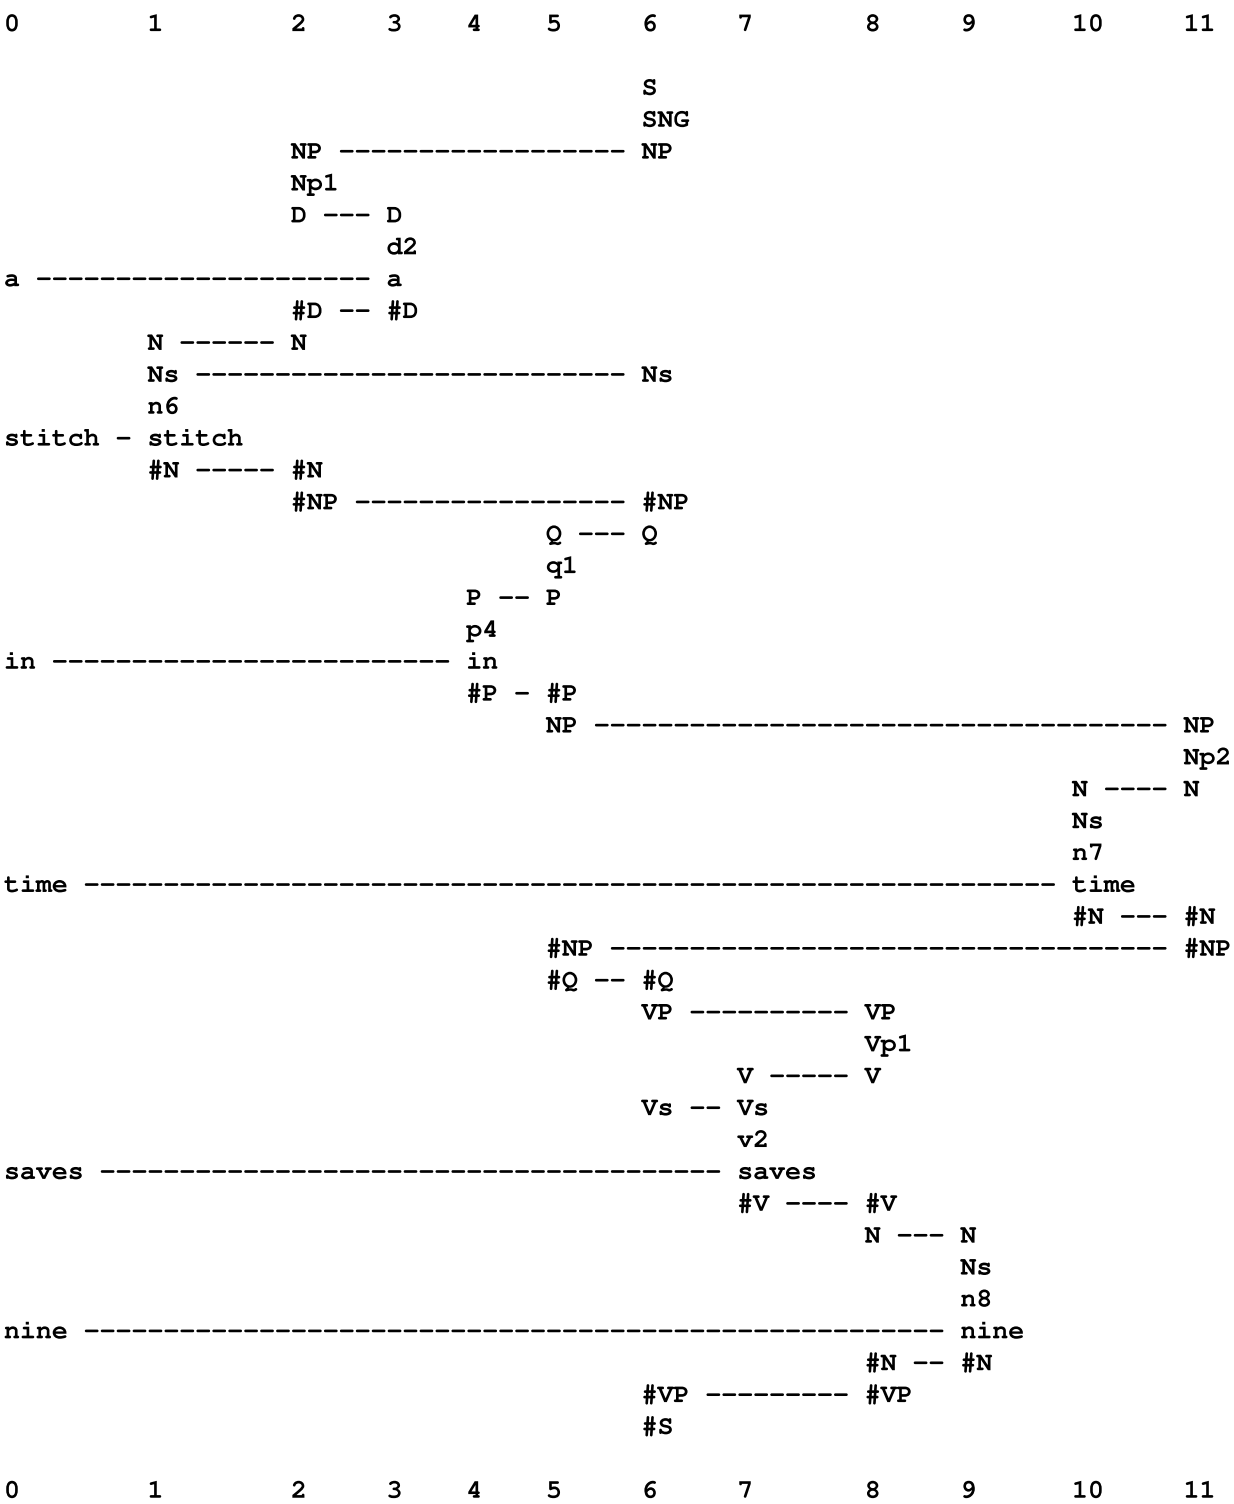 0 1 2 3 4 5 6 7 8 9 10 11
S
SNG
NP ------------------ NP
Np1
D --- D
d2
a --------------------- a
#D -- #D
N ------ N
Ns --------------------------- Ns
n6
stitch - stitch
#N ----- #N
#NP ----------------- #NP
Q --- Q
q1
P -- P
p4
in ------------------------- in
#P - #P
NP ------------------------------------ NP
Np2
N ---- N
Ns
n7
time ------------------------------------------------------------- time
#N --- #N
#NP ----------------------------------- #NP
#Q -- #Q
VP ---------- VP
Vp1
V ----- V
Vs -- Vs
v2
saves --------------------------------------- saves
#V ---- #V
N --- N
Ns
n8
nine ------------------------------------------------------ nine
#N -- #N
#VP --------- #VP
#S
0 1 2 3 4 5 6 7 8 9 10 11